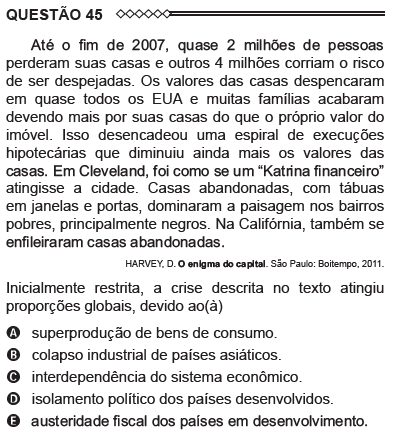 QUESTÃO 45
Até o fim de 2007, quase 2 milhões de pessoas
perderam suas casas e outros 4 milhões corriam o risco
de ser despejadas. Os valores das casas despencaram
em quase todos os EUA e muitas famílias acabaram
devendo mais por suas casas do que o próprio valor do
imóvel. Isso desencadeou uma espiral de execuções
hipotecárias que diminuiu ainda mais os valores das
casas. Em Cleveland, foi como se um “Katrina financeiro”
atingisse a cidade. Casas abandonadas, com tábuas
em janelas e portas, dominaram a paisagem nos bairros
pobres, principalmente negros. Na Califórnia, também se
enfileiraram casas abandonadas.
HARVEY, D. O enigma do capital. São Paulo: Boitempo, 2011.
Inicialmente restrita, a crise descrita no texto atingiu
proporções globais, devido ao(à)
A superprodução de bens de consumo.
B colapso industrial de países asiáticos.
C interdependência do sistema econômico.
D isolamento político dos países desenvolvidos.
E austeridade fiscal dos países em desenvolvimento.